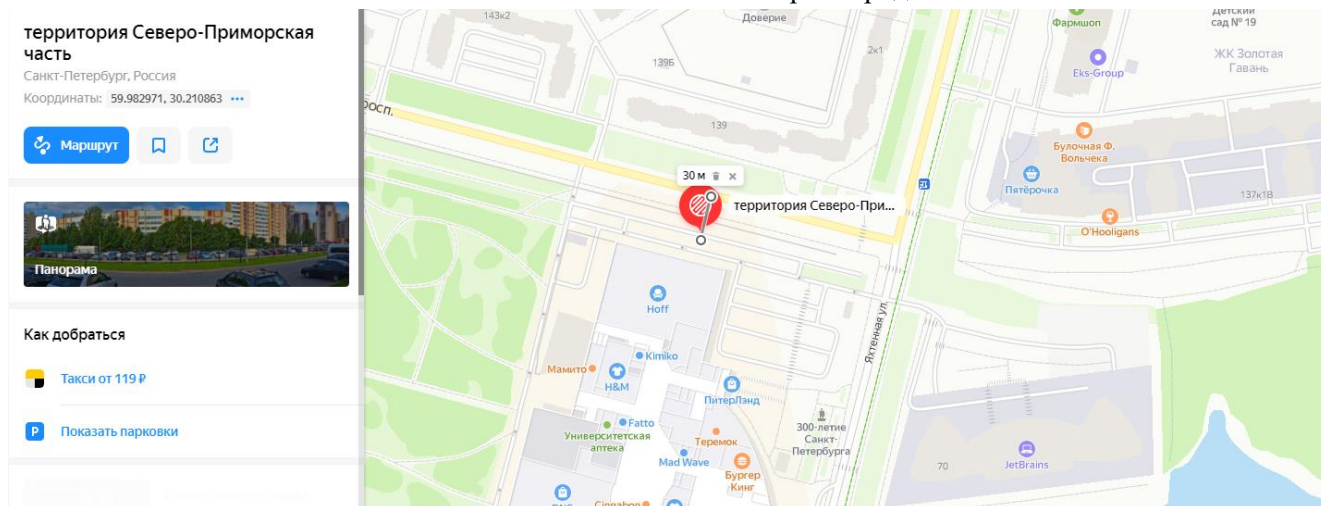 территория Северо-Приморская
часть
Санкт-Петербург, Россия
Координаты: 59.982971, 30.210863 •••
Маршрут
Панорама
Как добраться
Такси от 119 ₽
P Показать парковки
143к2
Доверие
139Б
2к1
139
просп.
Фармшоп
Детский
сад № 19
ЖК Золотая
Гавань
Eks-Group
Булочная Ф.
Вольчека
Пятёрочка
137к1В
O'Hooligans
30 м
территория Северо-При...
Hoff
Kimiko
Мамито
H&M
ПитерЛэнд
Fatto
Университетская
аптека
Теремок
Mad Wave
Бургер
Кинг
Cinnabon
300-летие
Санкт-
Петербурга
Яхтенная ул.
70
JetBrains